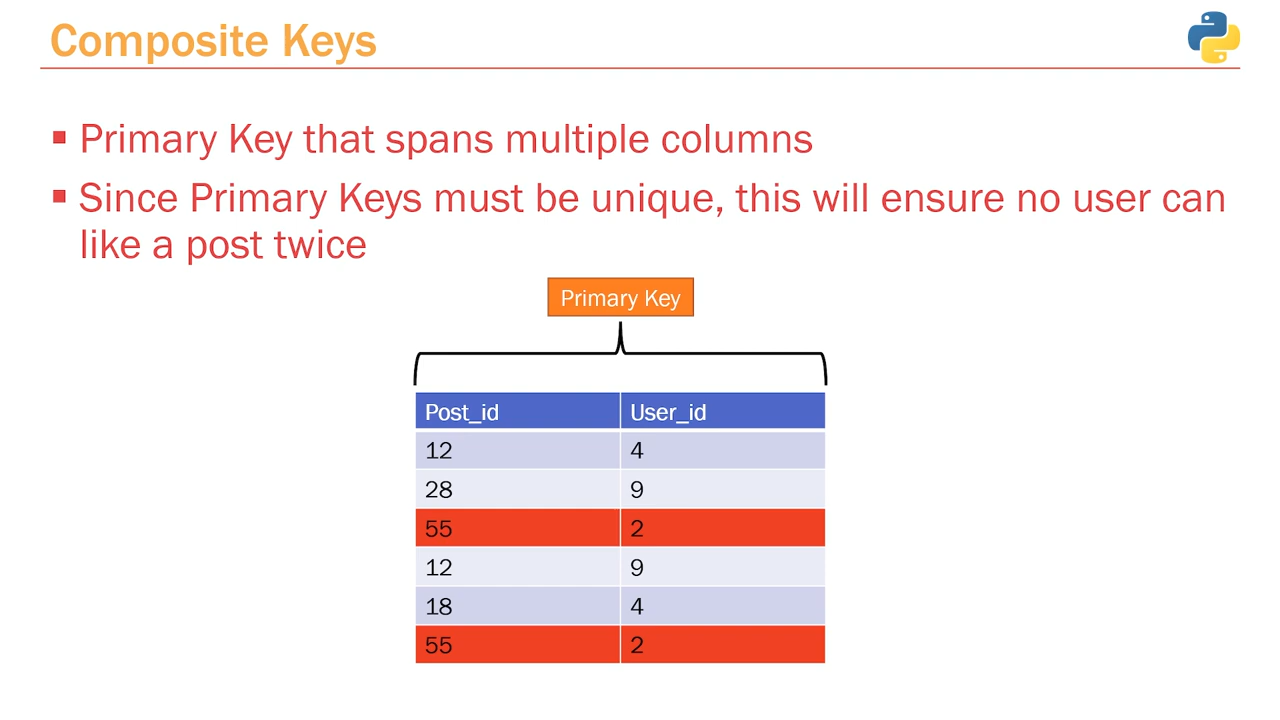 Composite Keys
Primary Key that spans multiple columns
Since Primary Keys must be unique, this will ensure no user can
like a post twice
Primary Key
Post_id User_id
12 4
28 9
55 2
12 9
18 4
55 2